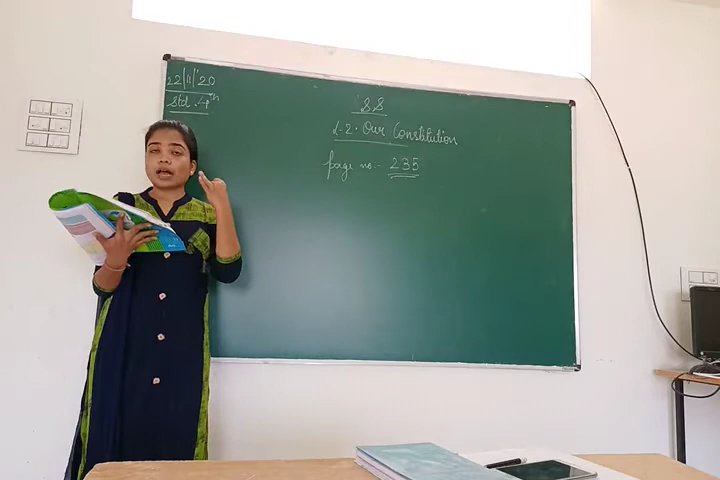 22/11/20
Std. 4th
S.S
L-2. Our Constitution
page no.- 235